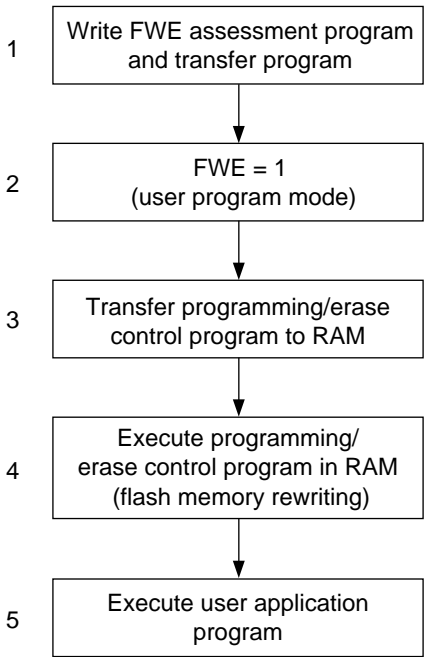 1
Write FWE assessment program
and transfer program
2
FWE = 1
(user program mode)
3
Transfer programming/erase
control program to RAM
4
Execute programming/
erase control program in RAM
(flash memory rewriting)
5
Execute user application
program